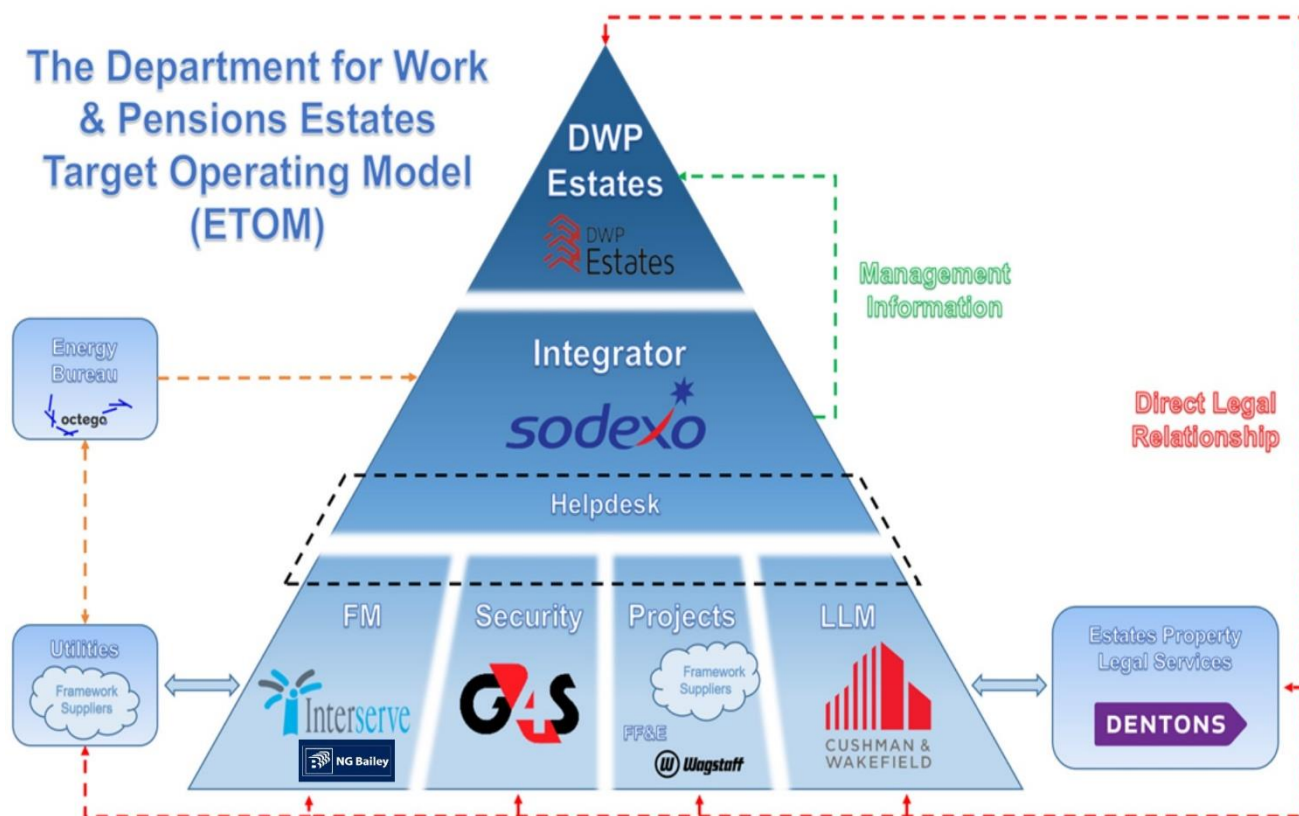 The Department for Work
& Pensions Estates
Target Operating Model
(ETOM)
DWP
Estates
DWP
Estates
Management
Information
Energy
Bureau
octego
Integrator
sodexo
Direct Legal
Relationship
Helpdesk
FM
Security
Projects
LLM
Utilities
Framework
Suppliers
Interserve
NG Bailey
G4S
Framework
Suppliers
FF&E
W Wagstaff
CUSHMAN &
WAKEFIELD
Estates Property
Legal Services
DENTONS